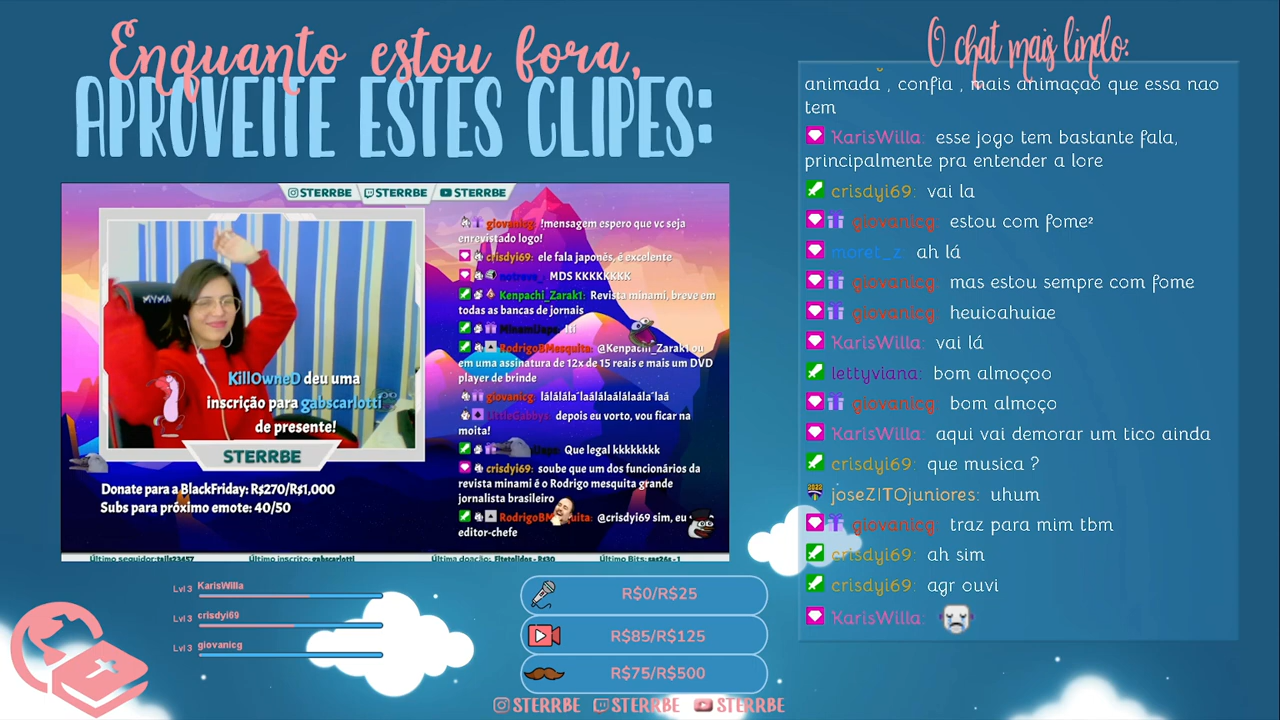 Enquanto estou fora,
APROVEITE ESTES CLIPES:
O chat mais lindo:
STERRBE STERRBE STERRBE
MYMA
KillOwneD deu uma
inscrição para gabscarlotti
de presente!
STERRBE
Donate para a BlackFriday: R$270/R$1,000
Subs para próximo emote: 40/50
giovanicg: !mensagem espero que vc seja
enrevistado logo!
crisdyi69: ele fala japonês, é excelente
MDS KKKKKKKK
Kenpachi_Zarak1: Revista minami, breve em
todas as bancas de jornais
RodrigoBMesquita: @Kenpachi_Zarak1 ou
em uma assinatura de 12x de 15 reais e mais um DVD
player de brinde
giovanicg: lálálála´laálálaálálaála´laá
depois eu vorto, vou ficar na
moita!
Que legal kkkkkkkk
crisdyi69: soube que um dos funcionários da
revista minami é o Rodrigo mesquita grande
jornalista brasileiro
@crisdyi69 sim, eu
editor-chefe
Último inscrito: gabscarlotti
Último Bits:
KarisWilla
Lvl 3
crisdyi69
Lvl 3
giovanicg
Lvl 3
R$0/R$25
R$85/R$125
R$75/R$500
STERRBE STERRBE STERRBE
animada , confia , mais animaçao que essa nao
tem
KarisWilla: esse jogo tem bastante fala,
principalmente pra entender a lore
crisdyi69: vai la
giovanicg: estou com fome²
moret_z: ah lá
giovanicg: mas estou sempre com fome
giovanicg: heuioahuiae
KarisWilla: vai lá
lettyviana: bom almoçoo
giovanicg: bom almoço
KarisWilla: aqui vai demorar um tico ainda
crisdyi69: que musica ?
joseZITOjuniores: uhum
giovanicg: traz para mim tbm
crisdyi69: ah sim
crisdyi69: agr ouvi
KarisWilla: